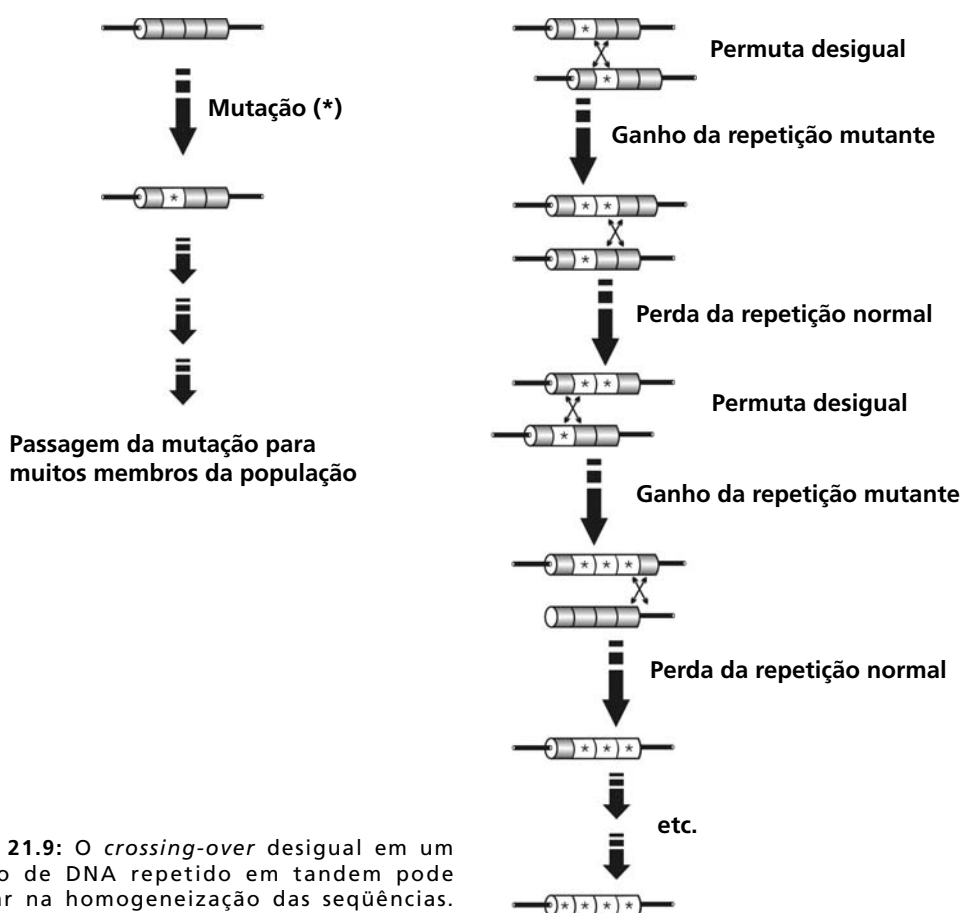 Mutação (*)
*
Passagem da mutação para
muitos membros da população
*
Permuta desigual
*
Ganho da repetição mutante
* *
*
Perda da repetição normal
* *
Permuta desigual
*
Ganho da repetição mutante
* * *
Perda da repetição normal
* * *
etc.
* * * *
21.9: O crossing-over desigual em um
de DNA repetido em tandem pode
na homogeneização das seqüências.